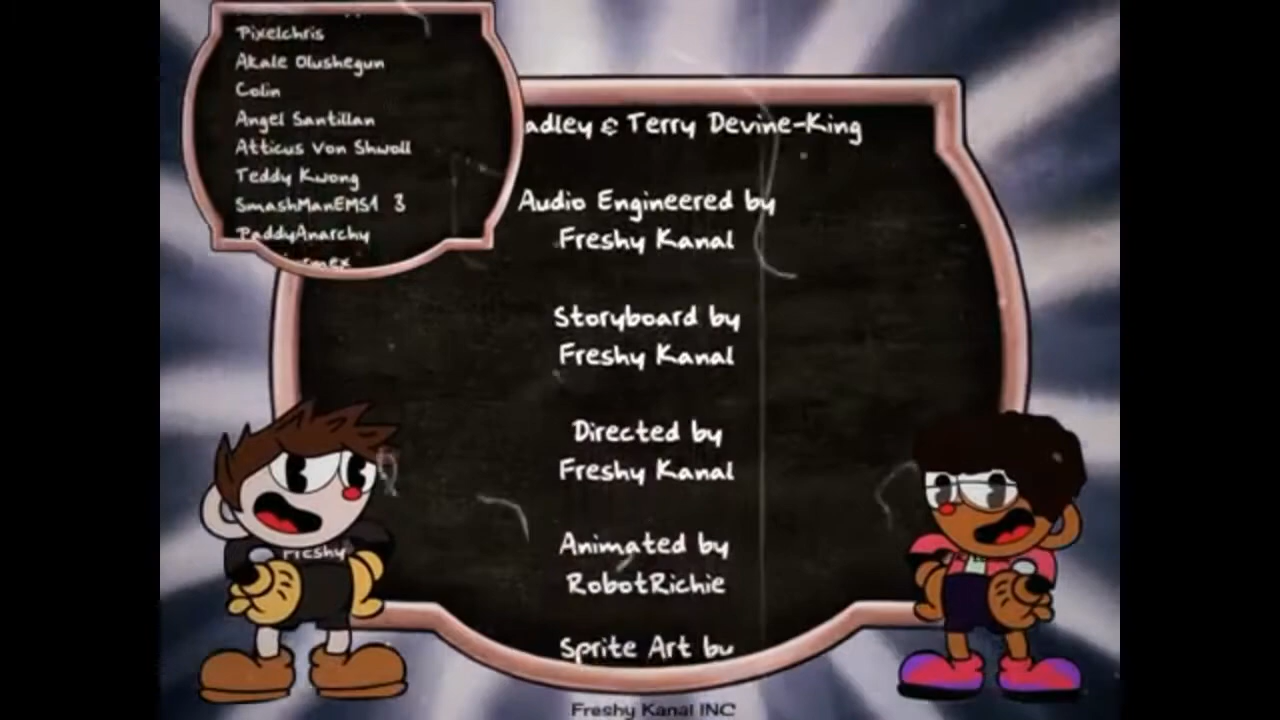 Pixelchris
Akale Olushegun
Colin
Angel Santillan
Atticus Von Shwoll
Teddy Kwong
SmashManEMS1 3
PaddyAnarchy
adley & Terry Devine-King
Audio Engineered by
Freshy Kanal
Storyboard by
Freshy Kanal
Directed by
Freshy Kanal
Animated by
RobotRichie
Sprite Art by
Freshy
Freshy Kanal INC